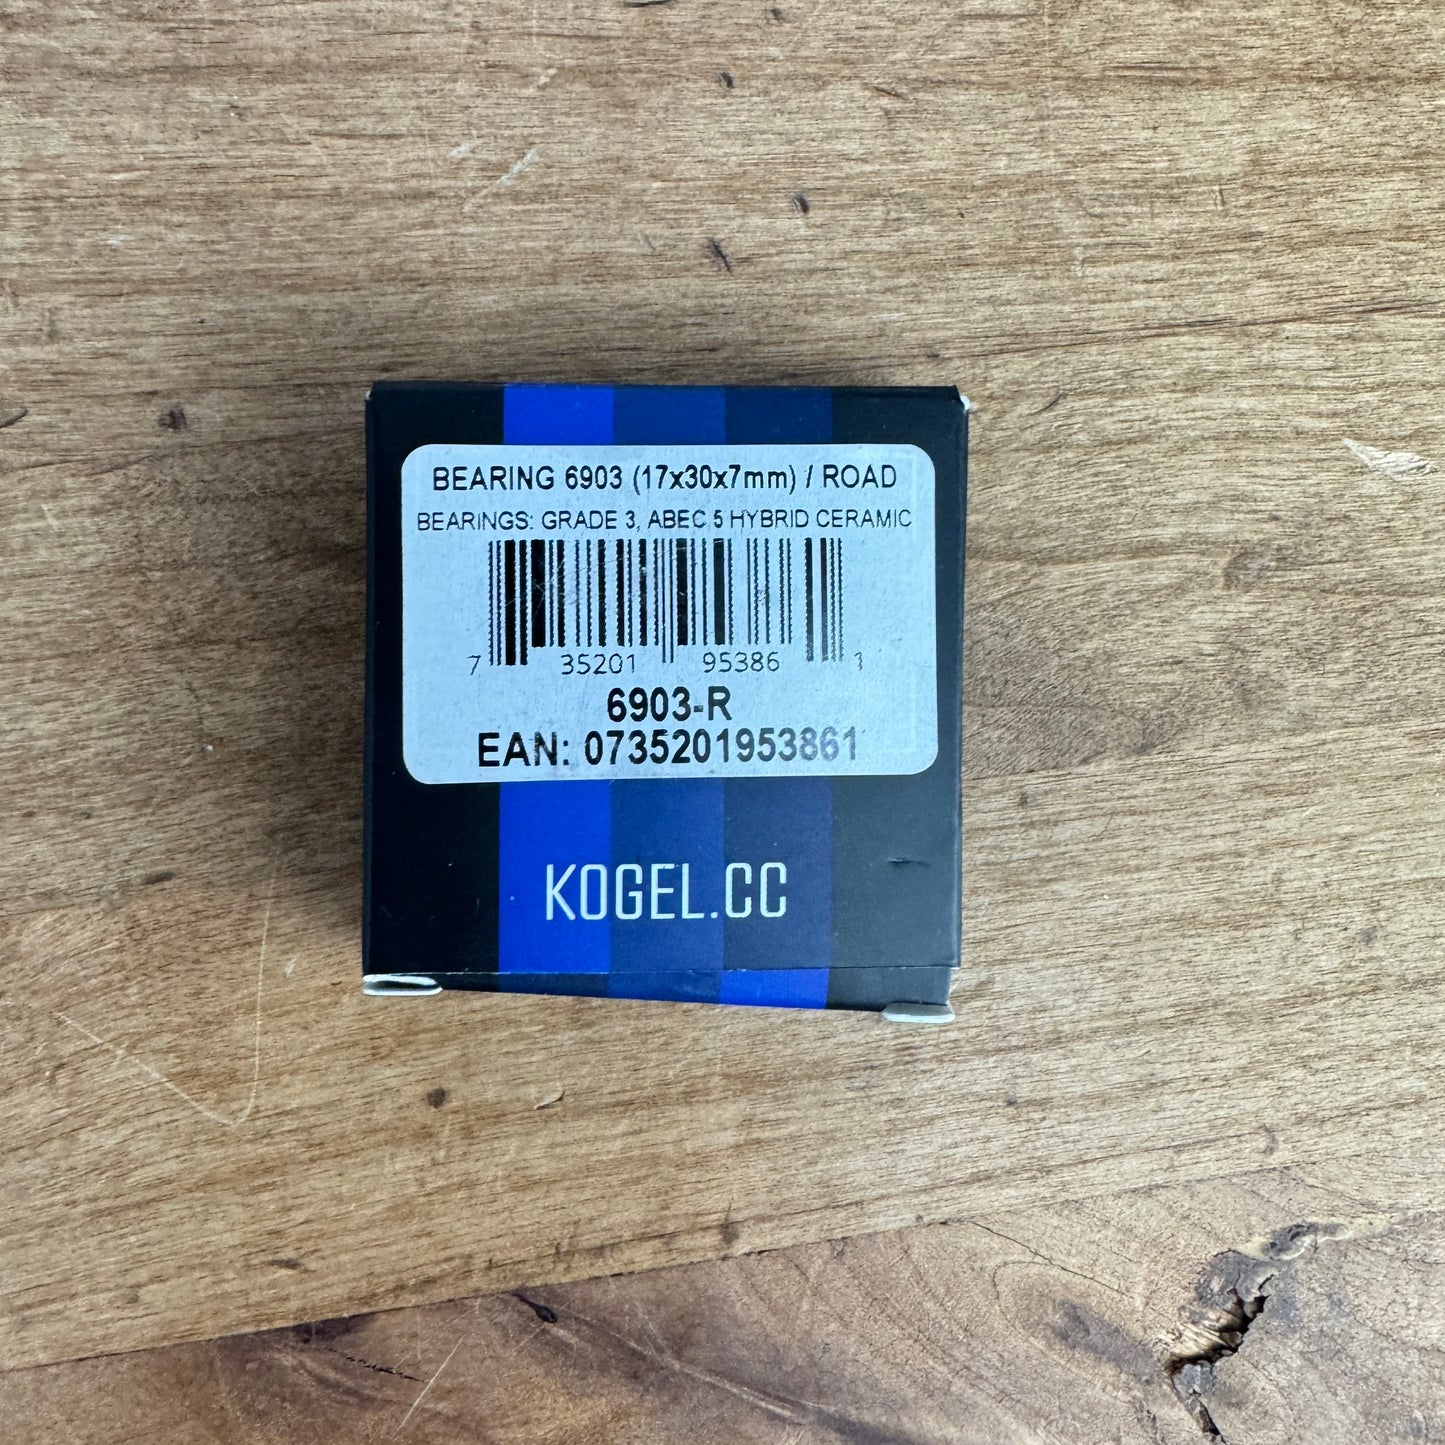 BEARING 6903 (17x30x7mm) / ROAD
BEARINGS: GRADE 3, ABEC 5 HYBRID CERAMIC
7 35201 95386 1
6903-R
EAN: 0735201953861
KOGEL.CC